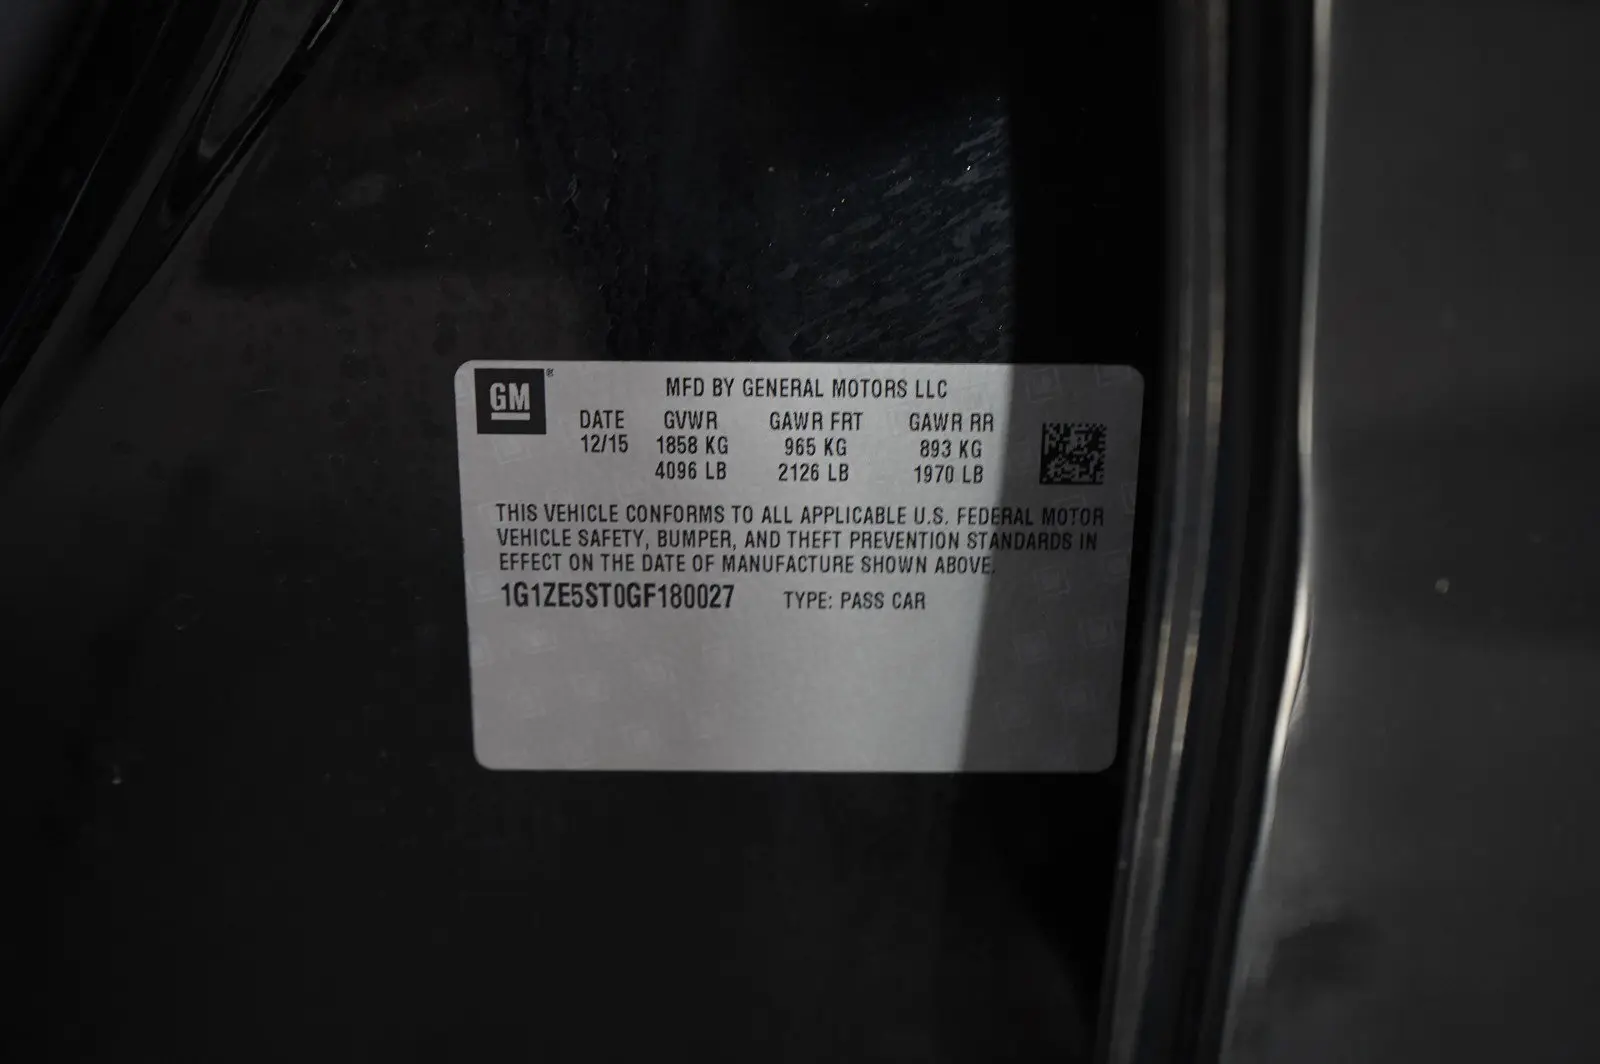 GM ® MFD BY GENERAL MOTORS LLC
DATE GVWR GAWR FRT GAWR RR
12/15 1858 KG 965 KG 893 KG
4096 LB 2126 LB 1970 LB
THIS VEHICLE CONFORMS TO ALL APPLICABLE U.S. FEDERAL MOTOR
VEHICLE SAFETY, BUMPER, AND THEFT PREVENTION STANDARDS IN
EFFECT ON THE DATE OF MANUFACTURE SHOWN ABOVE.
1G1ZE5ST0GF180027 TYPE: PASS CAR